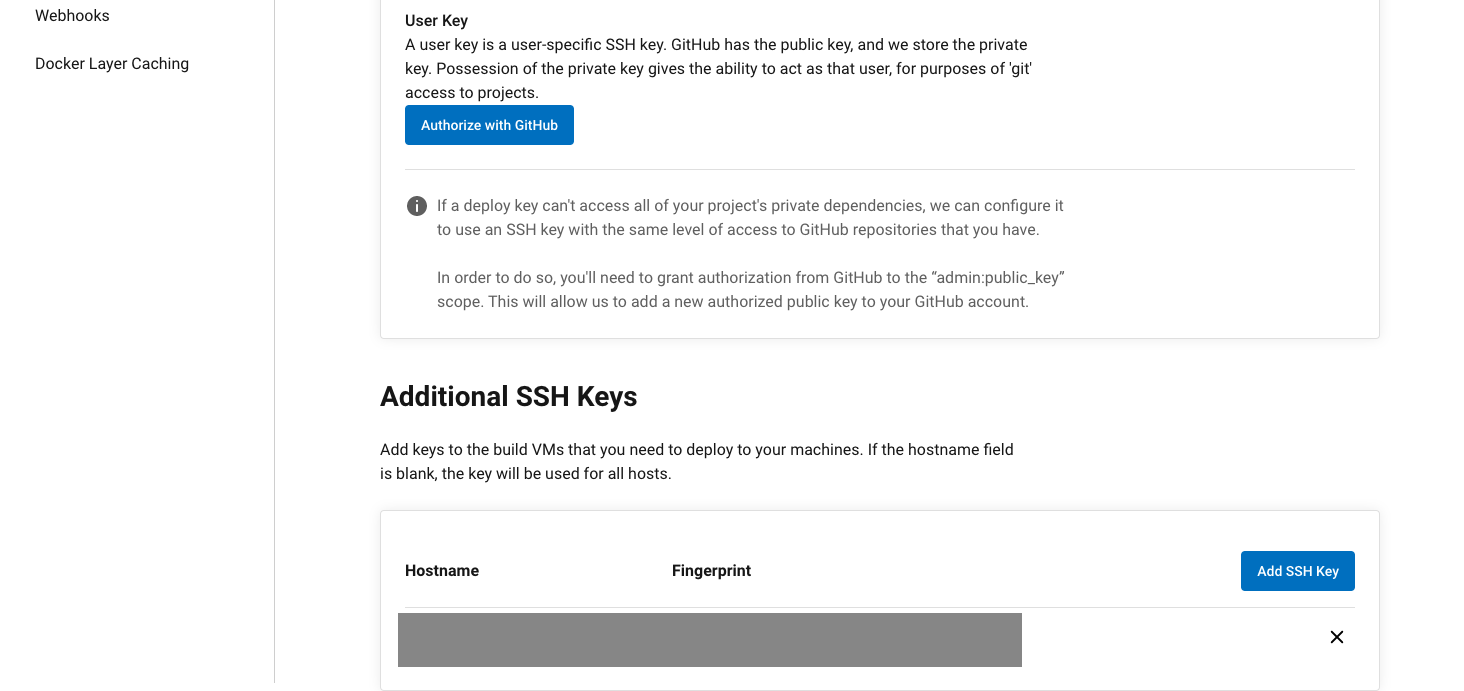 Webhooks
Docker Layer Caching
User Key
A user key is a user-specific SSH key. GitHub has the public key, and we store the private
key. Possession of the private key gives the ability to act as that user, for purposes of 'git'
access to projects.
Authorize with GitHub
If a deploy key can't access all of your project's private dependencies, we can configure it
to use an SSH key with the same level of access to GitHub repositories that you have.
In order to do so, you'll need to grant authorization from GitHub to the “admin:public_key”
scope. This will allow us to add a new authorized public key to your GitHub account.
Additional SSH Keys
Add keys to the build VMs that you need to deploy to your machines. If the hostname field
is blank, the key will be used for all hosts.
Hostname
Fingerprint
Add SSH Key